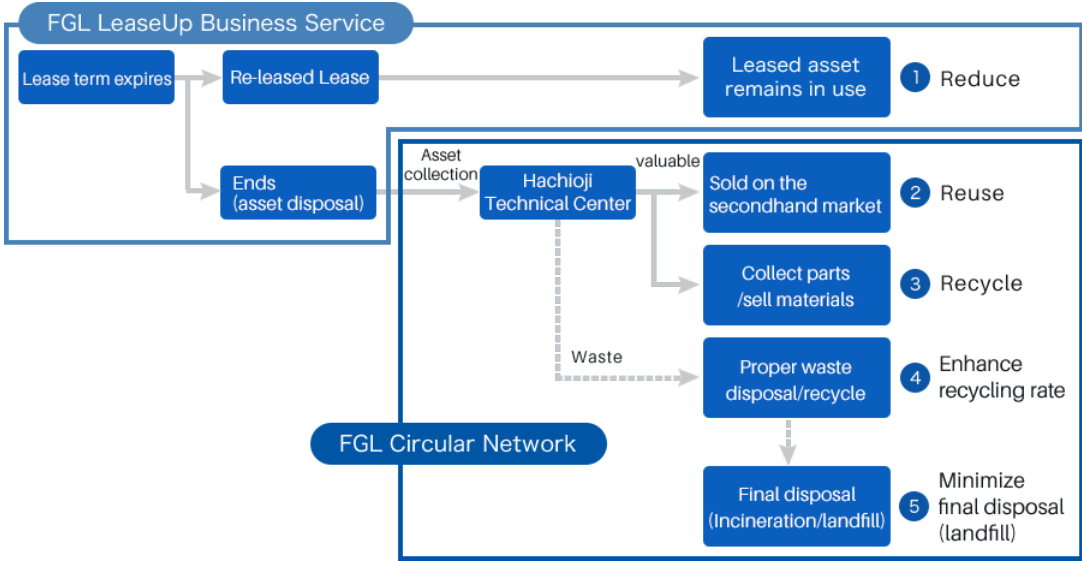 FGL LeaseUp Business Service
Lease term expires
Re-leased Lease
Leased asset
remains in use
1 Reduce
Ends
(asset disposal)
Asset
collection
Hachioji
Technical Center
valuable
Sold on the
secondhand market
2 Reuse
Collect parts
/sell materials
3 Recycle
Waste
Proper waste
disposal/recycle
4 Enhance
recycling rate
FGL Circular Network
Final disposal
(Incineration/landfill)
5 Minimize
final disposal
(landfill)